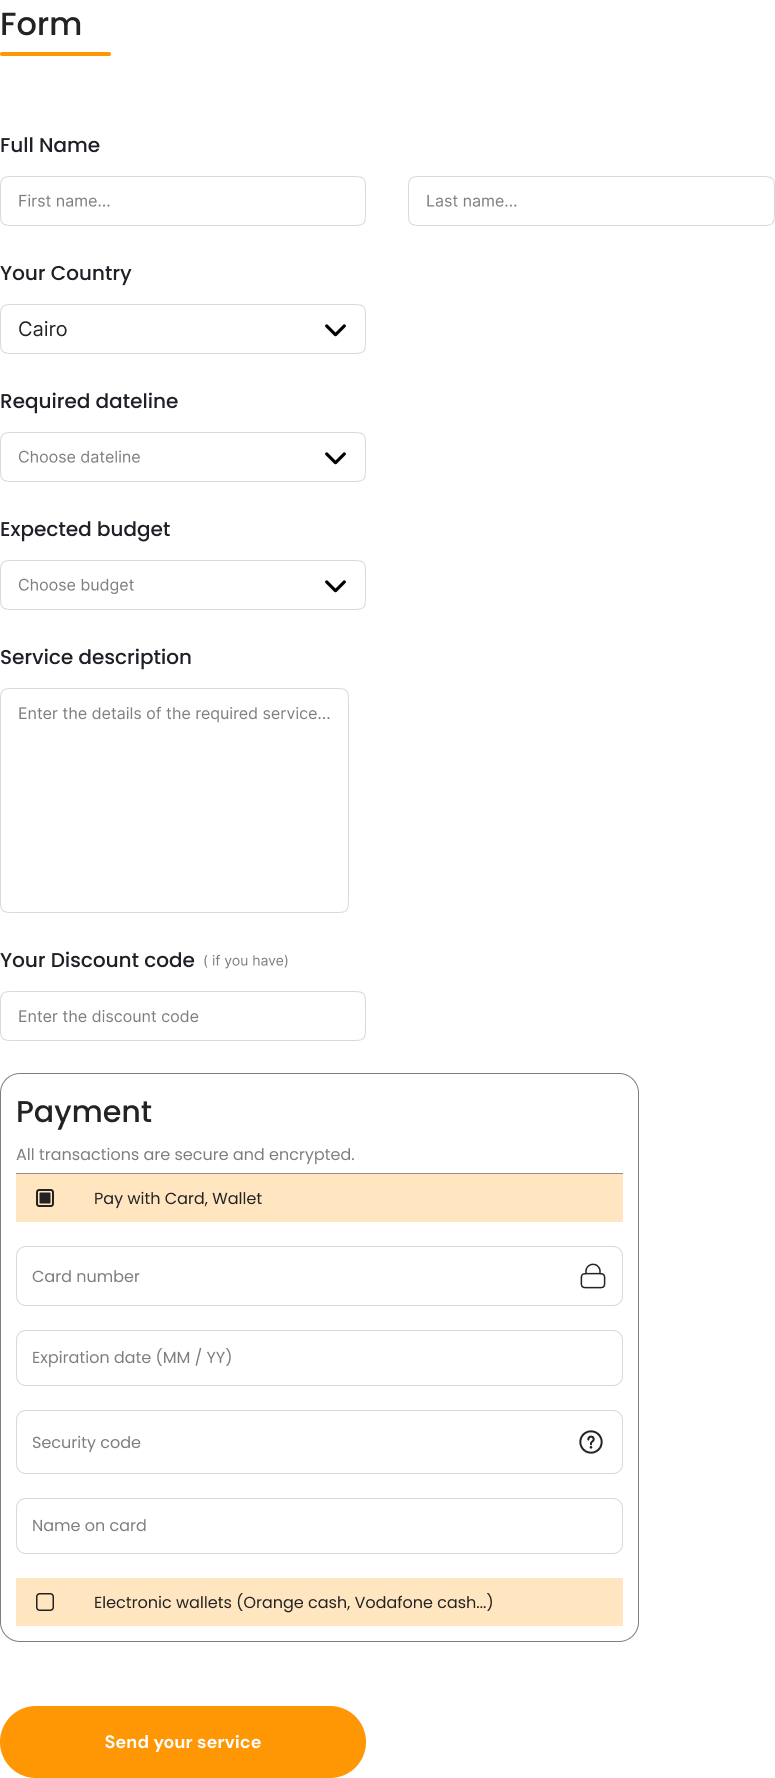 Form
Full Name
First name...
Last name...
Your Country
Cairo
Required dateline
Choose dateline
Expected budget
Choose budget
Service description
Enter the details of the required service...
Your Discount code ( if you have)
Enter the discount code
Payment
All transactions are secure and encrypted.
Pay with Card, Wallet
Card number
Expiration date (MM / YY)
Security code
Name on card
Electronic wallets (Orange cash, Vodafone cash...)
Send your service